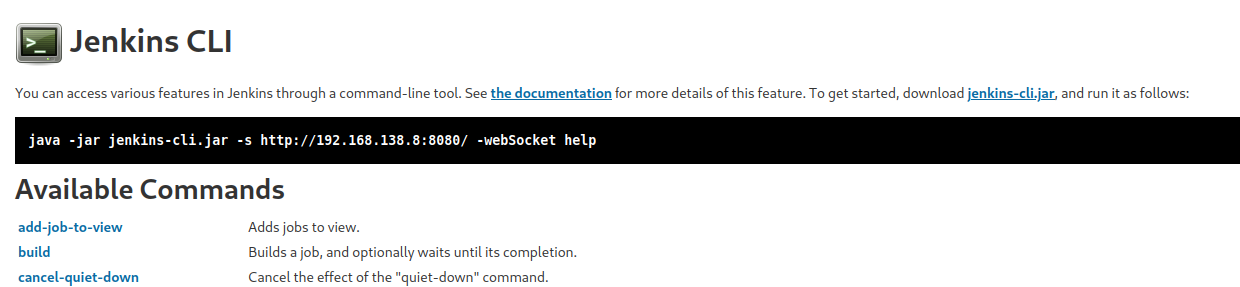 >_ Jenkins CLI
You can access various features in Jenkins through a command-line tool. See the documentation for more details of this feature. To get started, download jenkins-cli.jar, and run it as follows:
java -jar jenkins-cli.jar -s http://192.168.138.8:8080/ -webSocket help
Available Commands
add-job-to-view Adds jobs to view.
build Builds a job, and optionally waits until its completion.
cancel-quiet-down Cancel the effect of the "quiet-down" command.